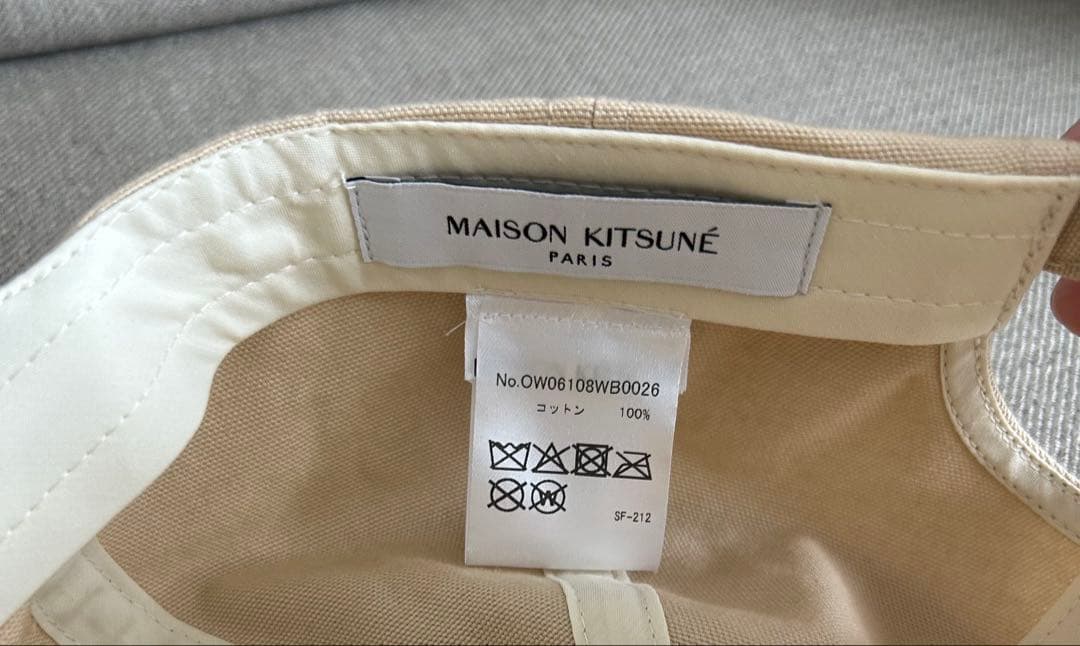 MAISON KITSUNÉ
PARIS
No.OW06108WB0026
コットン 100%
SF-212